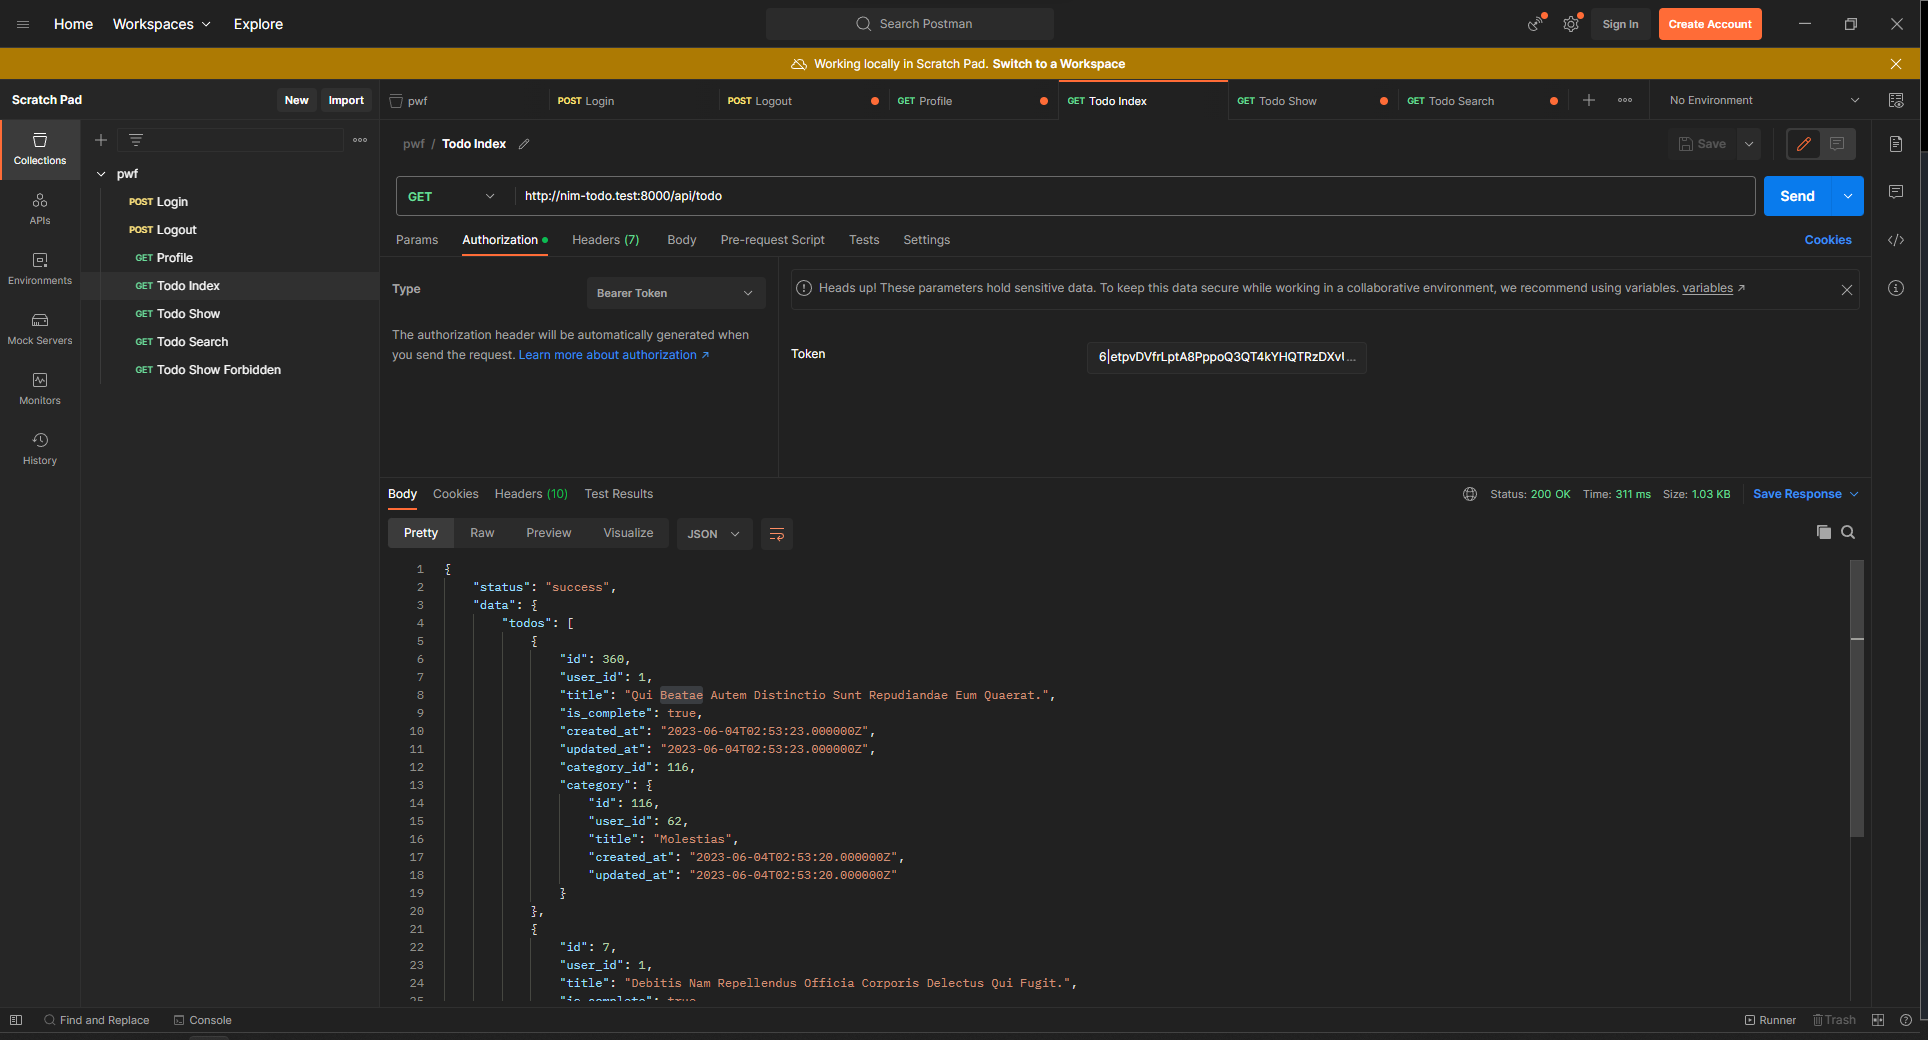 Home Workspaces Explore Search Postman Sign In Create Account
Working locally in Scratch Pad. Switch to a Workspace
Scratch Pad New Import
pwf POST Login POST Logout GET Profile GET Todo Index GET Todo Show GET Todo Search No Environment
Collections
APIs
Environments
Mock Servers
Monitors
History
pwf
POST Login
POST Logout
GET Profile
GET Todo Index
GET Todo Show
GET Todo Search
GET Todo Show Forbidden
pwf / Todo Index Save
GET http://nim-todo.test:8000/api/todo Send
Params Authorization Headers (7) Body Pre-request Script Tests Settings Cookies
Type Bearer Token
The authorization header will be automatically generated when
you send the request. Learn more about authorization ↗
Heads up! These parameters hold sensitive data. To keep this data secure while working in a collaborative environment, we recommend using variables. variables ↗
Token 6|etpvDVfrLptA8PppoQ3QT4kYHQTRzDXvI...
Body Cookies Headers (10) Test Results Status: 200 OK Time: 311 ms Size: 1.03 KB Save Response
Pretty Raw Preview Visualize JSON
1 {
2 "status": "success",
3 "data": {
4 "todos": [
5 {
6 "id": 360,
7 "user_id": 1,
8 "title": "Qui Beatae Autem Distinctio Sunt Repudiandae Eum Quaerat.",
9 "is_complete": true,
10 "created_at": "2023-06-04T02:53:23.000000Z",
11 "updated_at": "2023-06-04T02:53:23.000000Z",
12 "category_id": 116,
13 "category": {
14 "id": 116,
15 "user_id": 62,
16 "title": "Molestias",
17 "created_at": "2023-06-04T02:53:20.000000Z",
18 "updated_at": "2023-06-04T02:53:20.000000Z"
19 }
20 },
21 {
22 "id": 7,
23 "user_id": 1,
24 "title": "Debitis Nam Repellendus Officia Corporis Delectus Qui Fugit.",
25 "is_complete": true
Find and Replace Console Runner Trash